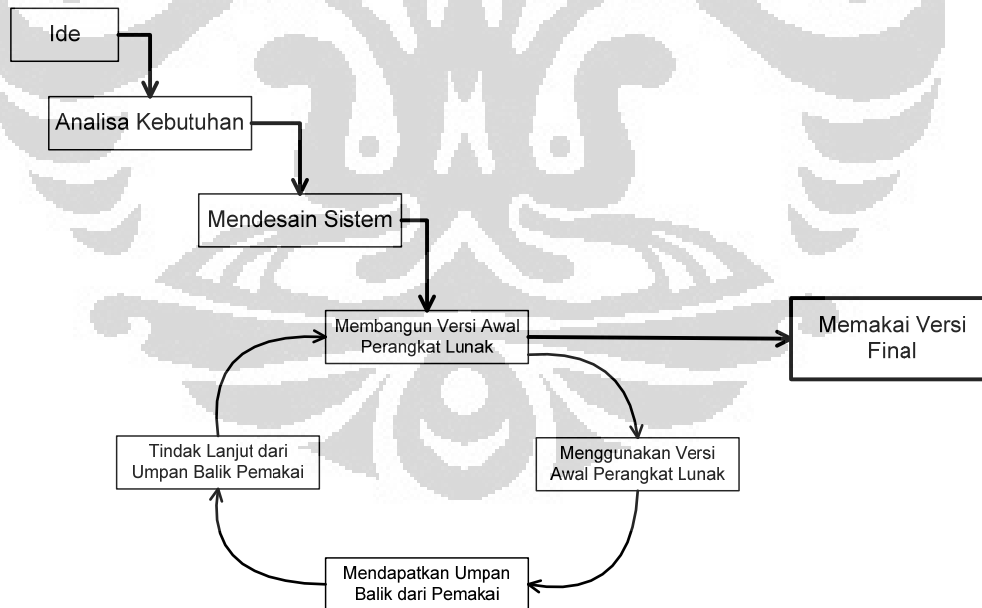 Ide
Analisa Kebutuhan
Mendesain Sistem
Membangun Versi Awal
Perangkat Lunak
Memakai Versi
Final
Tindak Lanjut dari
Umpan Balik Pemakai
Menggunakan Versi
Awal Perangkat Lunak
Mendapatkan Umpan
Balik dari Pemakai